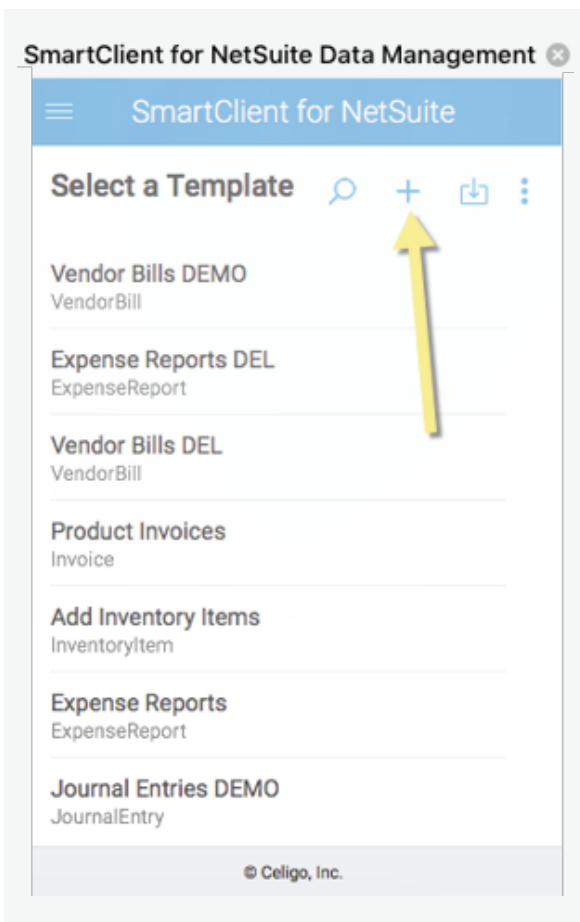 SmartClient for NetSuite Data Management
SmartClient for NetSuite
Select a Template
Vendor Bills DEMO
VendorBill
Expense Reports DEL
ExpenseReport
Vendor Bills DEL
VendorBill
Product Invoices
Invoice
Add Inventory Items
InventoryItem
Expense Reports
ExpenseReport
Journal Entries DEMO
JournalEntry
© Celigo, Inc.